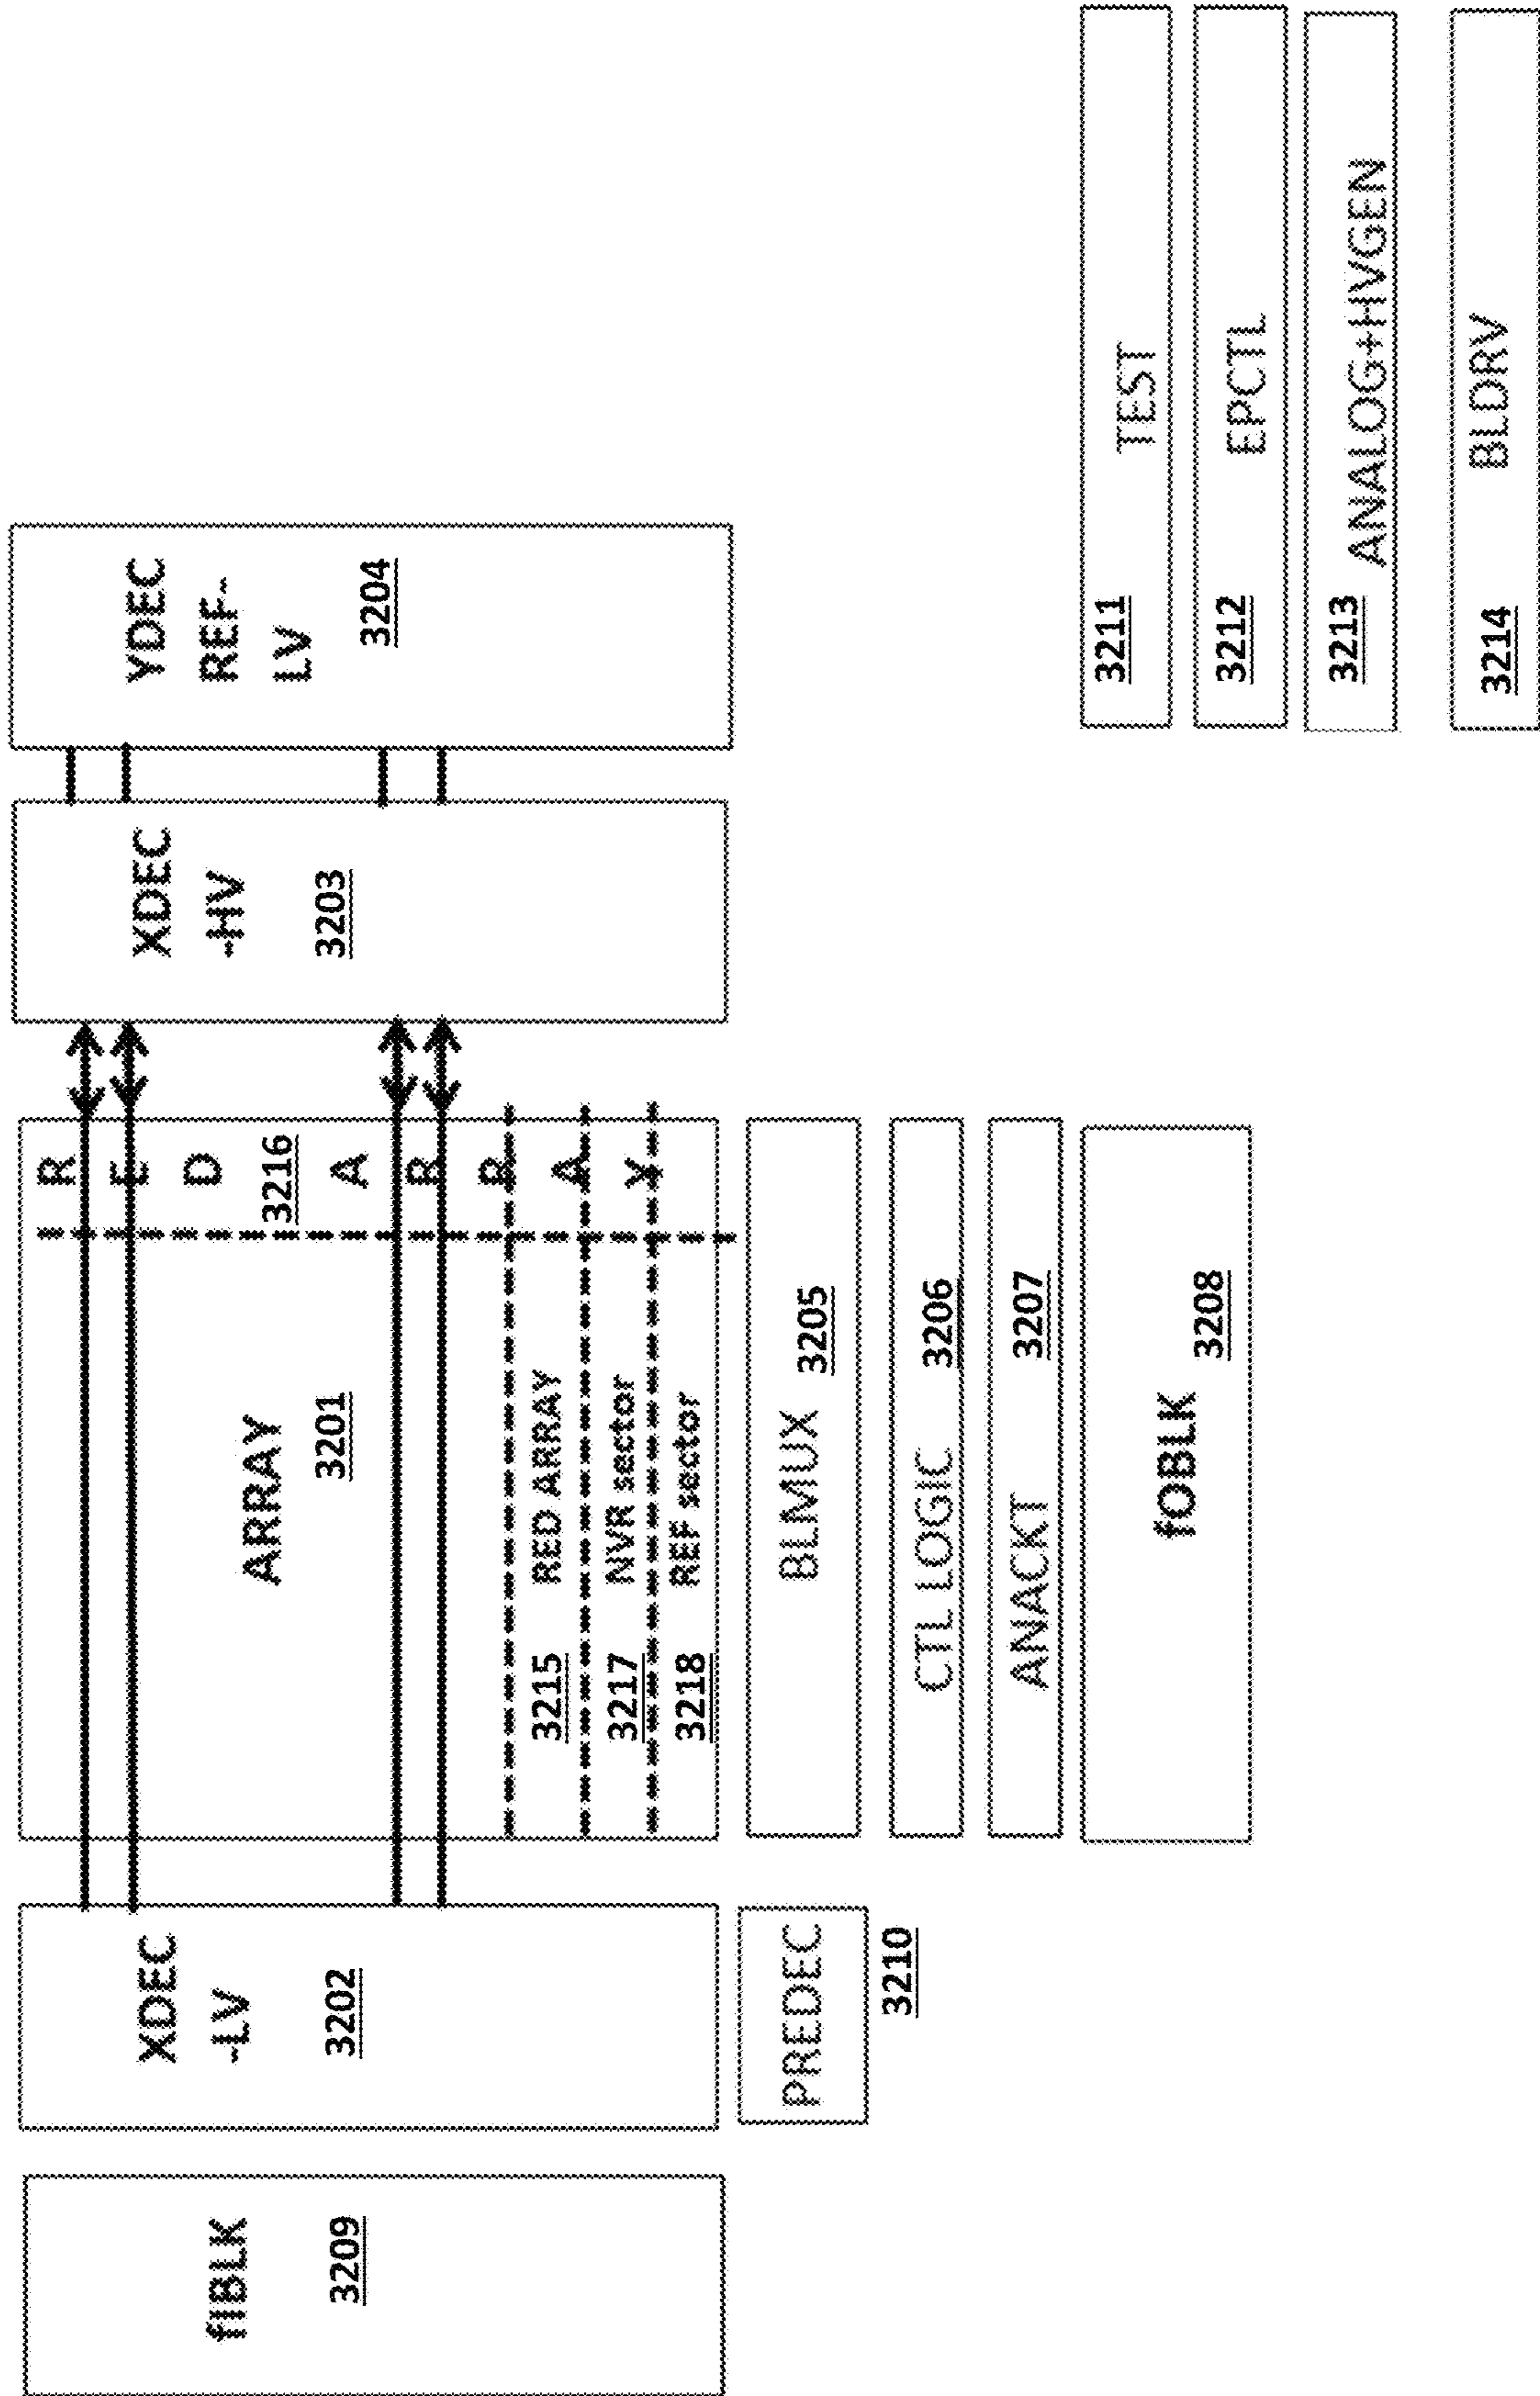 fIBLK
3209
XDEC
-LV
3202
PREDEC
3210
ARRAY
3201
RED 3216 ARRAY
3215 RED ARRAY
3217 NVR sector
3218 REF sector
BLMUX 3205
CTL LOGIC 3206
ANACKT 3207
fOBLK 3208
XDEC
-HV
3203
YDEC
REF-
LV
3204
3211 TEST
3212 EPCTL
3213 ANALOG+HVGEN
3214 BLDRV